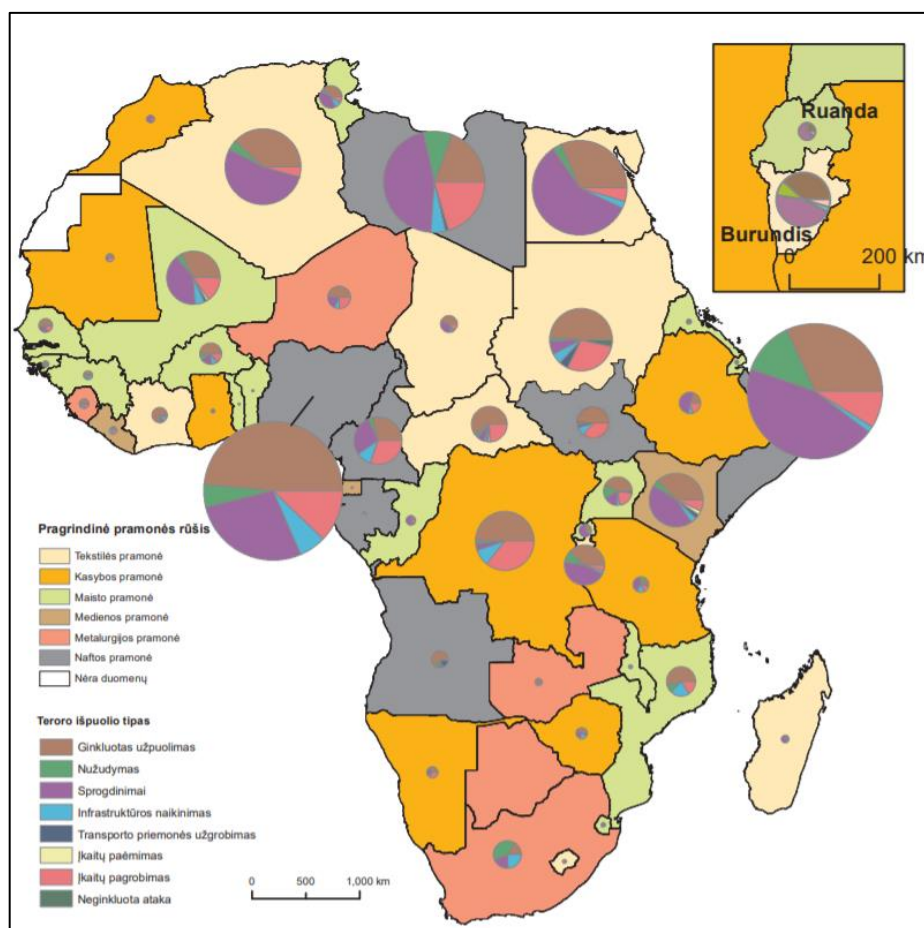 Ruanda
Burundis
0 200 km
Pragrindinė pramonės rūšis
Tekstilės pramonė
Kasybos pramonė
Maisto pramonė
Medienos pramonė
Metalurgijos pramonė
Naftos pramonė
Nėra duomenų
Teroro išpuolio tipas
Ginkluotas užpuolimas
Nužudymas
Sprogdinimai
Infrastruktūros naikinimas
Transporto priemonės užgrobimas
Įkaitų paėmimas
Įkaitų pagrobimas
Neginkluota ataka
0 500 1,000 km